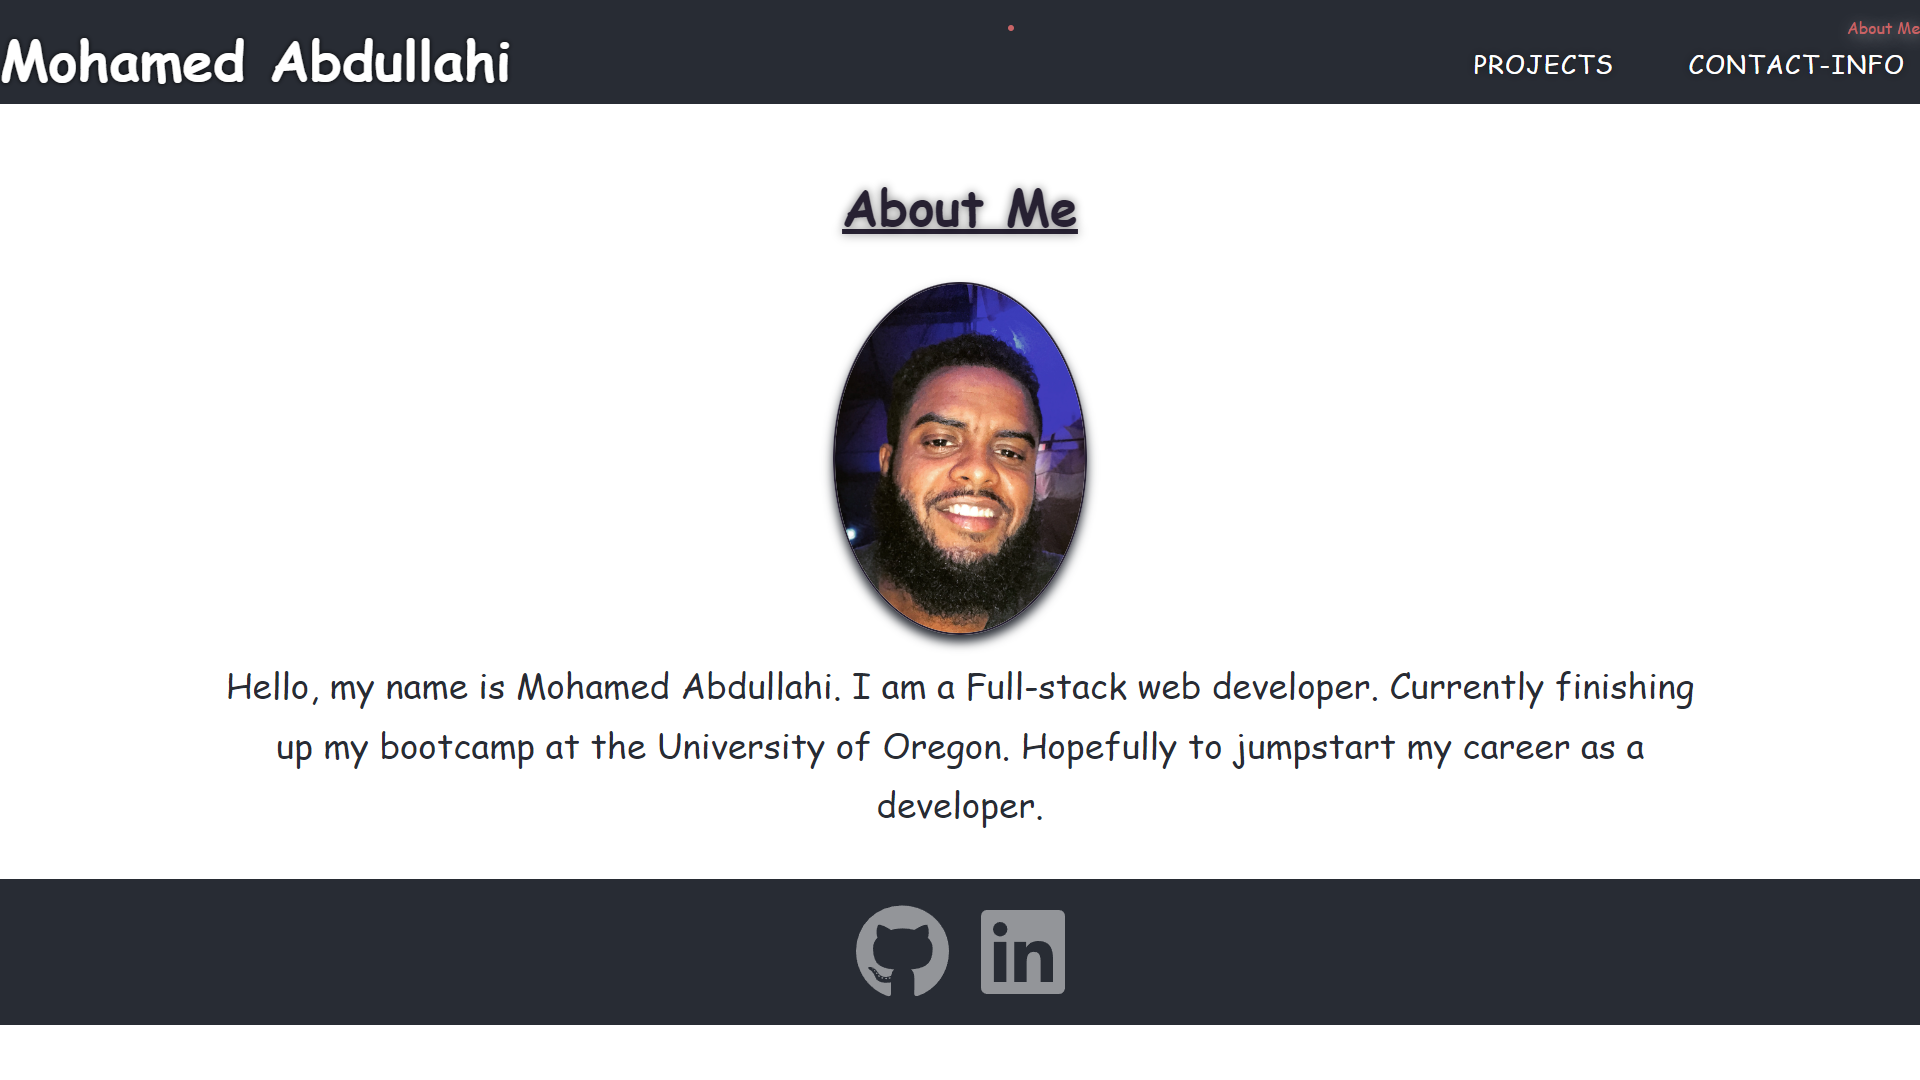 About Me
Mohamed Abdullahi
PROJECTS
CONTACT-INFO
About Me
Hello, my name is Mohamed Abdullahi. I am a Full-stack web developer. Currently finishing
up my bootcamp at the University of Oregon. Hopefully to jumpstart my career as a
developer.
in